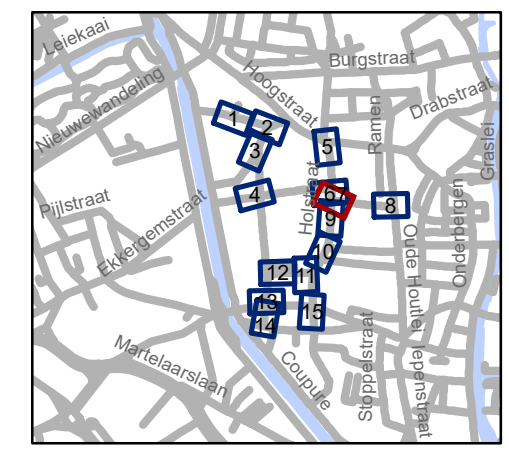 Leiekaai
Burgstraat
Hoogstraat
Nieuwewandeling
Drabstraat
Ramen
Graslei
1
2
3
5
4
Holstraat
67
8
9
Pijlstraat
Ekkergemstraat
Onderbergen
10
Oude Houtlei
12
11
13
15
14
Martelaarslaan
Coupure
Stoppelstraat
Iepenstraat